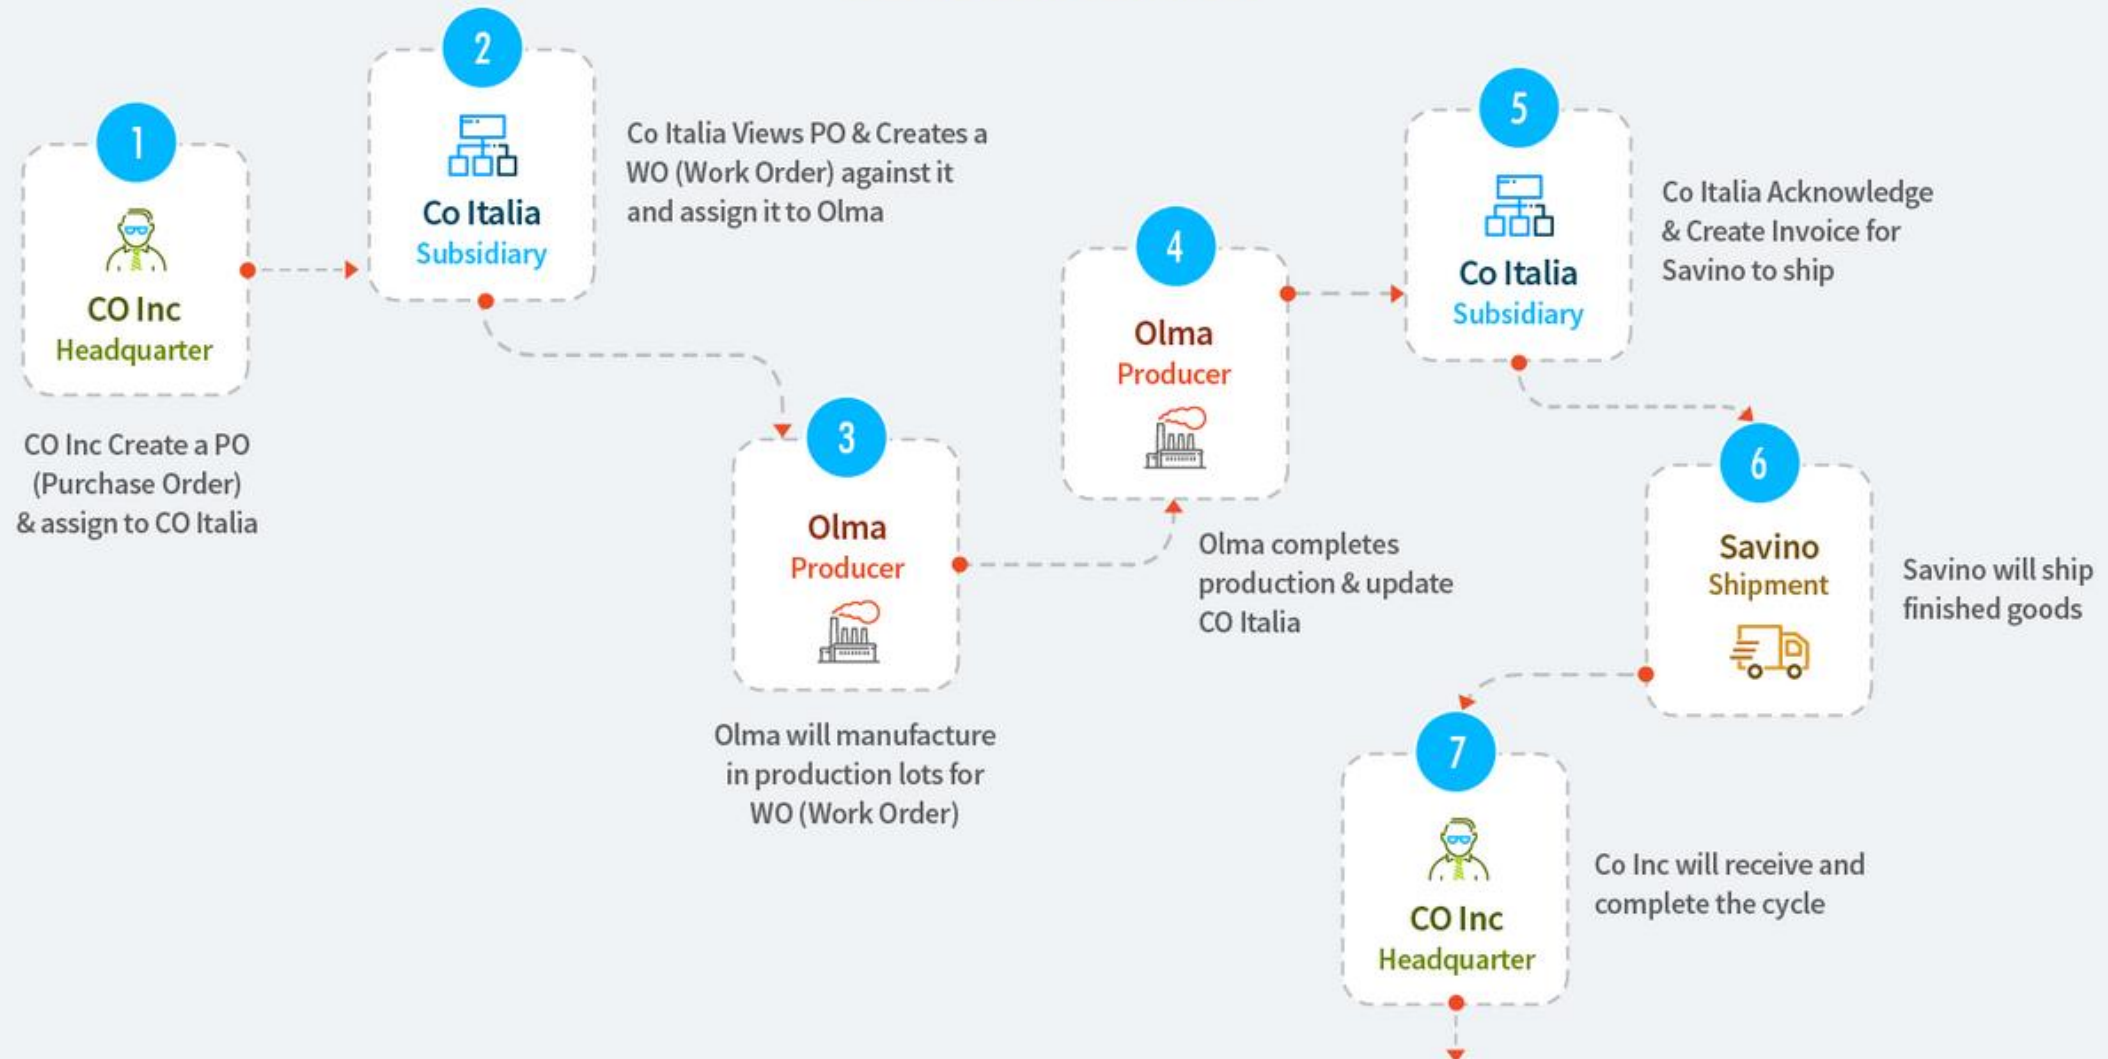 1
CO Inc
Headquarter
CO Inc Create a PO
(Purchase Order)
& assign to CO Italia
2
Co Italia
Subsidiary
Co Italia Views PO & Creates a
WO (Work Order) against it
and assign it to Olma
3
Olma
Producer
Olma will manufacture
in production lots for
WO (Work Order)
4
Olma
Producer
Olma completes
production & update
CO Italia
5
Co Italia
Subsidiary
Co Italia Acknowledge
& Create Invoice for
Savino to ship
6
Savino
Shipment
Savino will ship
finished goods
7
CO Inc
Headquarter
Co Inc will receive and
complete the cycle